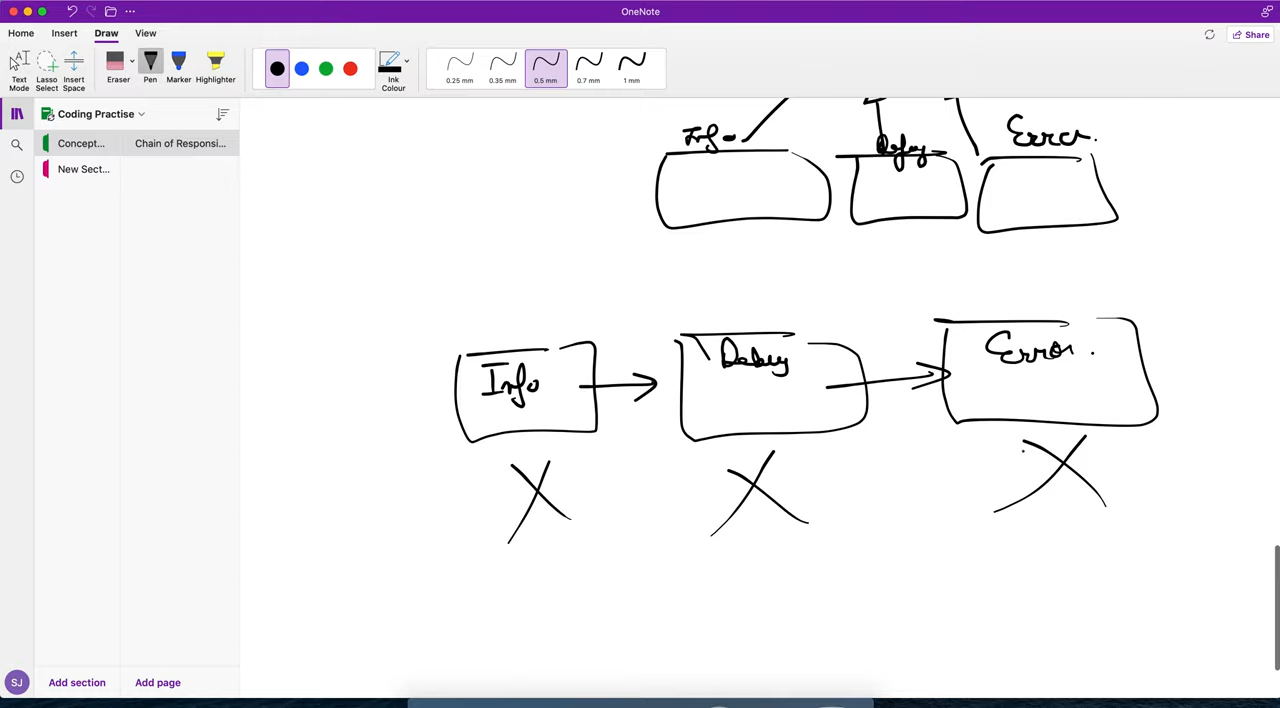 OneNote
Home Insert Draw View
Share
Text Mode
Lasso Select
Insert Space
Eraser
Pen
Marker
Highlighter
Ink Colour
0.25 mm
0.35 mm
0.5 mm
0.7 mm
1 mm
Coding Practise
Concept...
Chain of Responsi...
New Sect...
Error.
Info
Debug
Error.
SJ
Add section
Add page